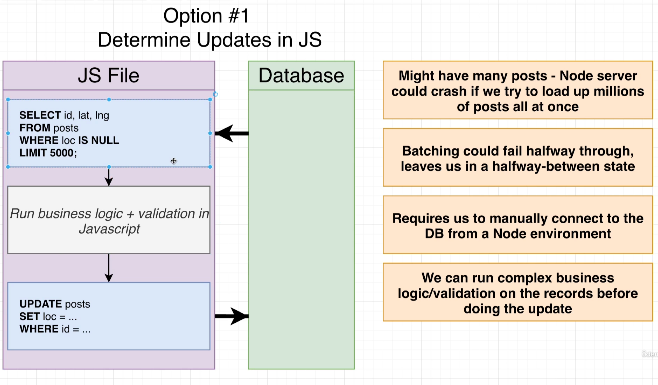 Option #1
Determine Updates in JS
JS File
Database
SELECT id, lat, lng
FROM posts
WHERE loc IS NULL
LIMIT 5000;
Run business logic + validation in
Javascript
UPDATE posts
SET loc = ...
WHERE id = ...
Might have many posts - Node server
could crash if we try to load up millions
of posts all at once
Batching could fail halfway through,
leaves us in a halfway-between state
Requires us to manually connect to the
DB from a Node environment
We can run complex business
logic/validation on the records before
doing the update